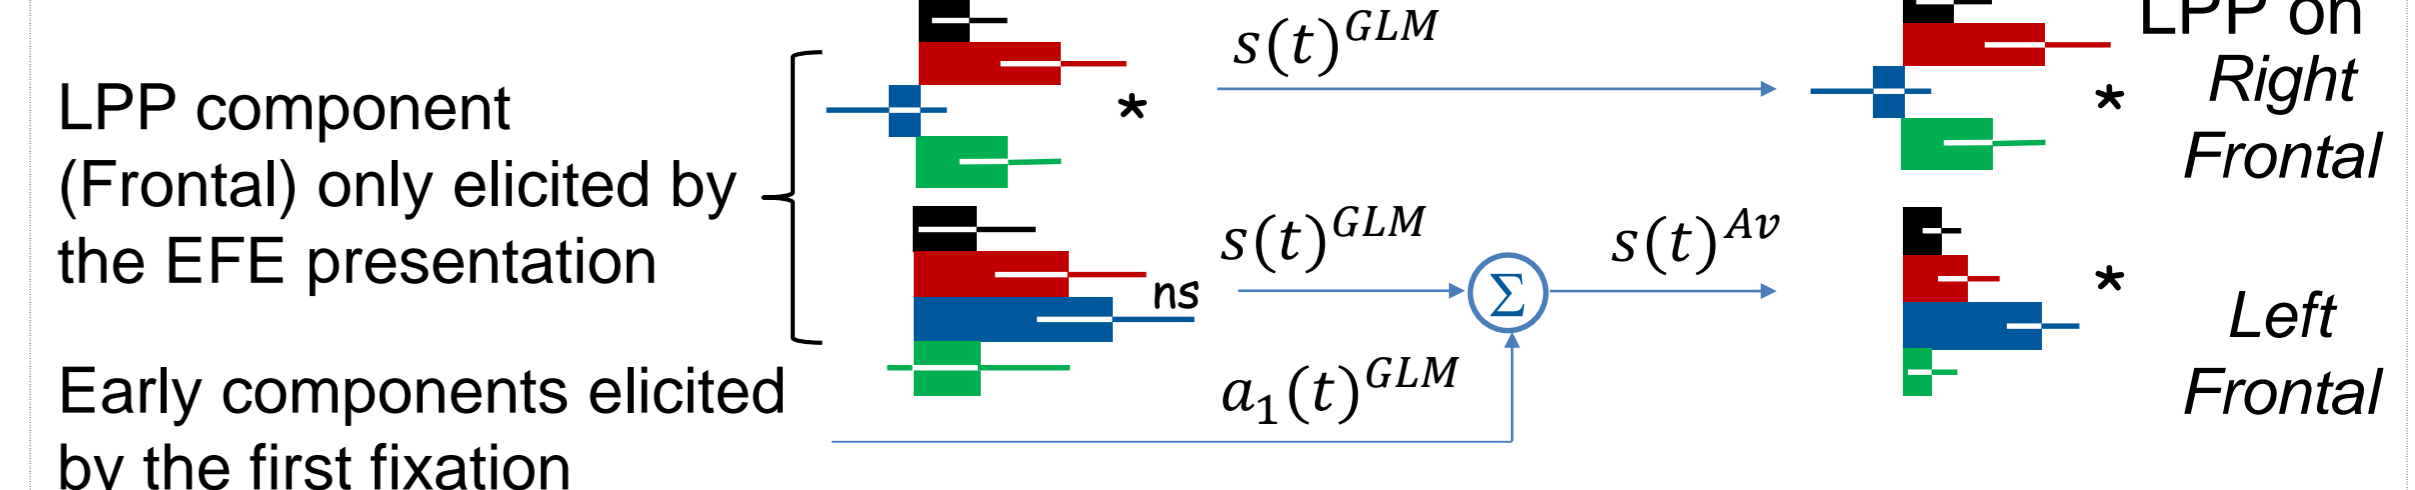 LPP component
(Frontal) only elicited by
the EFE presentation
Early components elicited
by the first fixation
*
ns
s(t)^{GLM}
s(t)^{GLM}
Σ
s(t)^{Av}
a_1(t)^{GLM}
*
*
LPP on
Right
Frontal
Left
Frontal